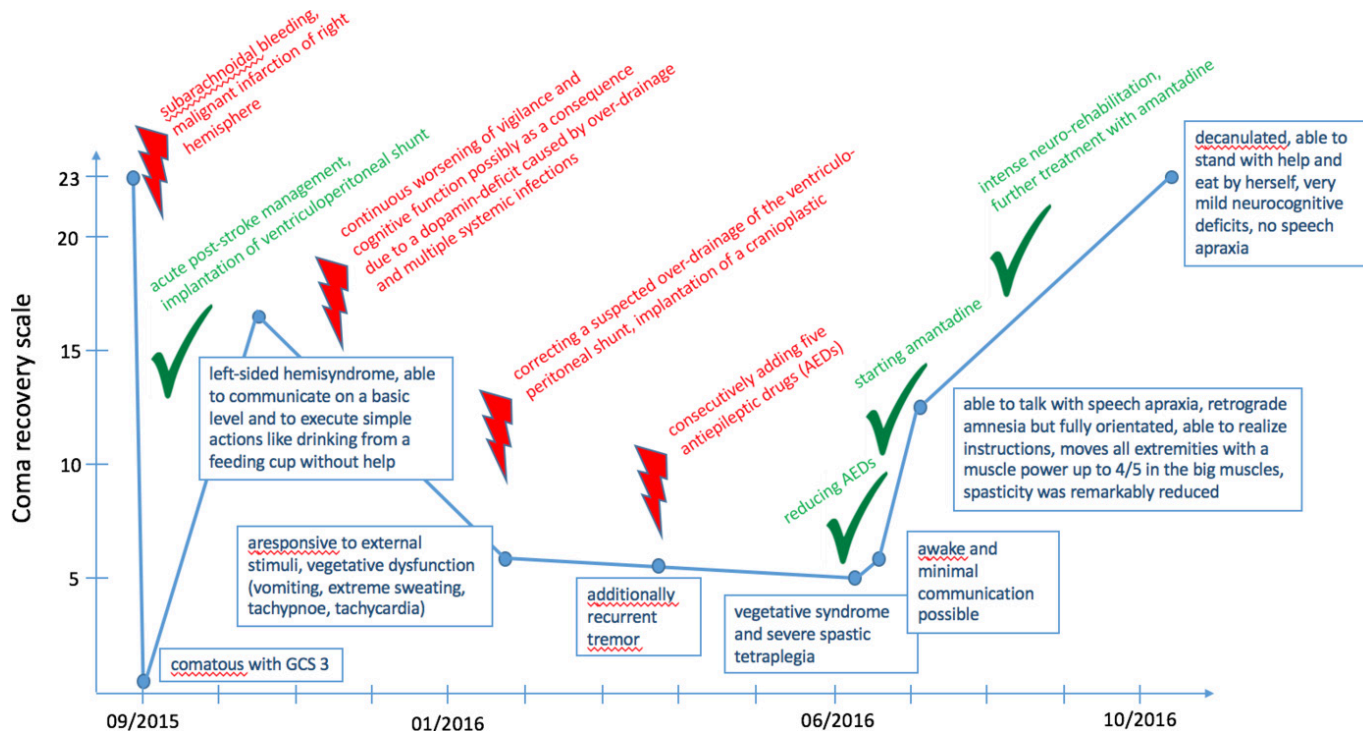 subarachnoidal bleeding,
malignant infarction of right
hemisphere
acute post-stroke management,
implantation of ventriculoperitoneal shunt
continuous worsening of vigilance and
cognitive function possibly as a consequence
due to a dopamin-deficit caused by over-drainage
and multiple systemic infections
correcting a suspected over-drainage of the ventriculo-
peritoneal shunt, implantation of a cranioplastic
consecutively adding five
antiepileptic drugs (AEDs)
reducing AEDs
starting amantadine
intense neuro-rehabilitation,
further treatment with amantadine
decanulated, able to
stand with help and
eat by herself, very
mild neurocognitive
deficits, no speech
apraxia
left-sided hemisyndrome, able
to communicate on a basic
level and to execute simple
actions like drinking from a
feeding cup without help
able to talk with speech apraxia, retrograde
amnesia but fully orientated, able to realize
instructions, moves all extremities with a
muscle power up to 4/5 in the big muscles,
spasticity was remarkably reduced
aresponsive to external
stimuli, vegetative dysfunction
(vomiting, extreme sweating,
tachypnoe, tachycardia)
additionally
recurrent
tremor
vegetative syndrome
and severe spastic
tetraplegia
awake and
minimal
communication
possible
comatous with GCS 3
Coma recovery scale
23
20
15
10
5
09/2015
01/2016
06/2016
10/2016